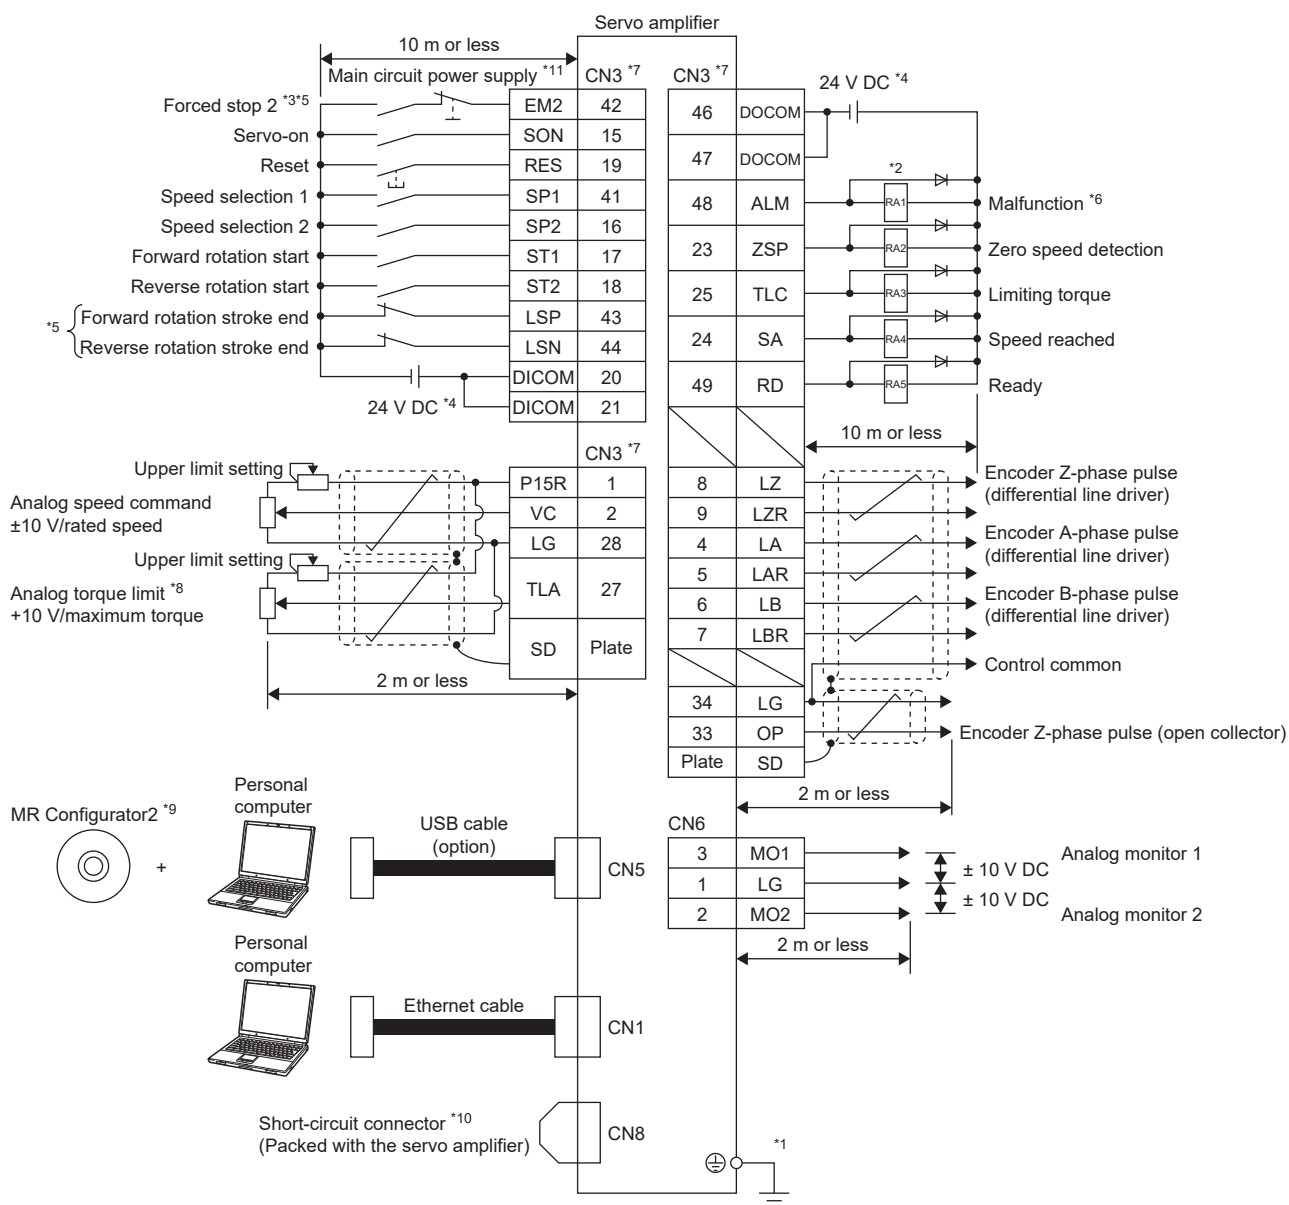 Servo amplifier
10 m or less
Main circuit power supply *11
CN3 *7
Forced stop 2 *3*5
EM2 42
Servo-on
SON 15
Reset
RES 19
Speed selection 1
SP1 41
Speed selection 2
SP2 16
Forward rotation start
ST1 17
Reverse rotation start
ST2 18
*5
Forward rotation stroke end
LSP 43
Reverse rotation stroke end
LSN 44
DICOM 20
24 V DC *4
DICOM 21
CN3 *7
24 V DC *4
46 DOCOM
47 DOCOM
*2
48 ALM
RA1
Malfunction *6
23 ZSP
RA2
Zero speed detection
25 TLC
RA3
Limiting torque
24 SA
RA4
Speed reached
49 RD
RA5
Ready
10 m or less
CN3 *7
Upper limit setting
P15R 1
Analog speed command
±10 V/rated speed
VC 2
LG 28
Upper limit setting
Analog torque limit *8
+10 V/maximum torque
TLA 27
SD Plate
2 m or less
8 LZ
Encoder Z-phase pulse
(differential line driver)
9 LZR
4 LA
Encoder A-phase pulse
(differential line driver)
5 LAR
6 LB
Encoder B-phase pulse
(differential line driver)
7 LBR
Control common
34 LG
33 OP
Encoder Z-phase pulse (open collector)
Plate SD
2 m or less
MR Configurator2 *9
+
Personal
computer
USB cable
(option)
CN5
CN6
3 MO1
Analog monitor 1
± 10 V DC
1 LG
± 10 V DC
2 MO2
Analog monitor 2
2 m or less
Personal
computer
Ethernet cable
CN1
Short-circuit connector *10
(Packed with the servo amplifier)
CN8
*1